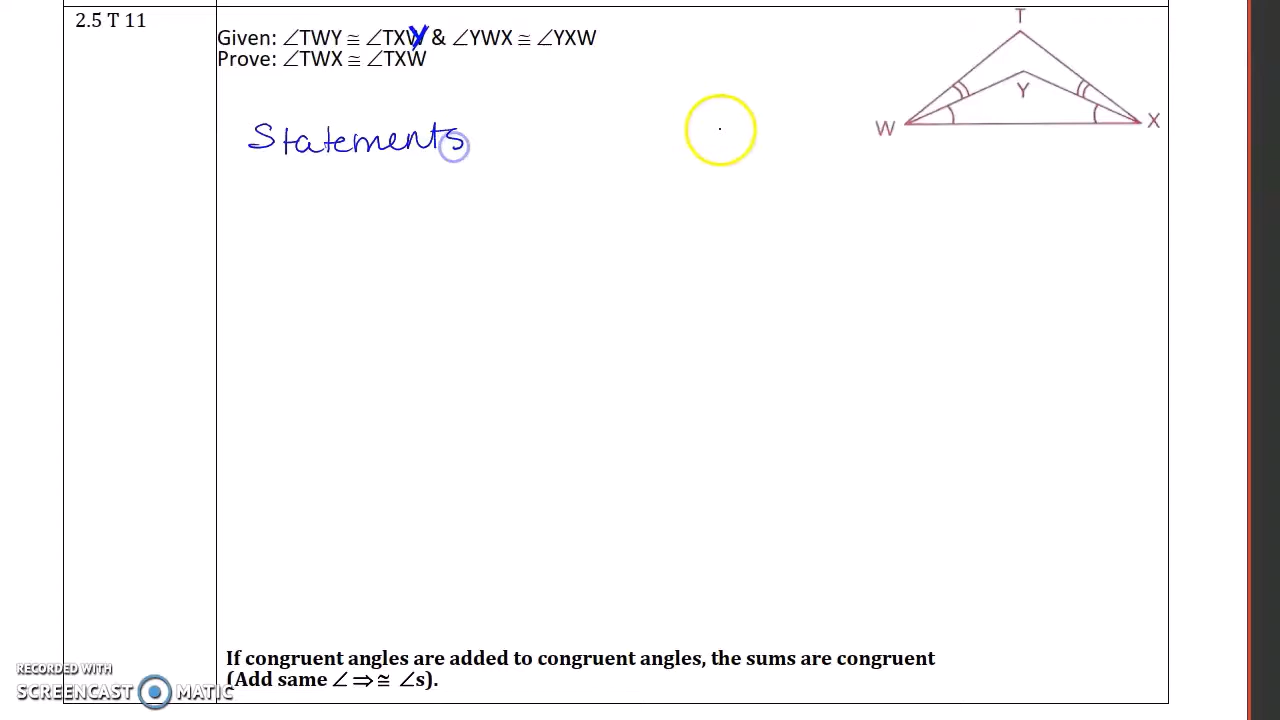 2.5 T 11
Given: ∠TWY ≅ ∠TXY & ∠YWX ≅ ∠YXW
Prove: ∠TWX ≅ ∠TXW
T
Y
W
X
Statements
If congruent angles are added to congruent angles, the sums are congruent
(Add same ∠ ⇒ ≅ ∠s).
RECORDED WITH
SCREENCAST MATIC